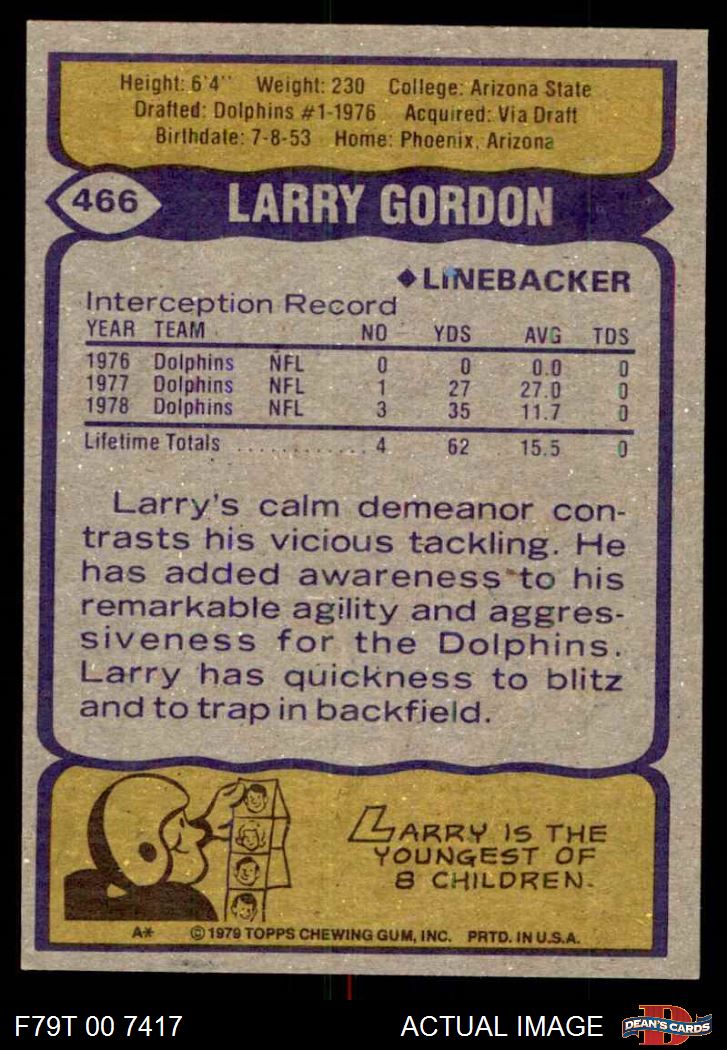 Height: 6'4" Weight: 230 College: Arizona State
Drafted: Dolphins #1-1976 Acquired: Via Draft
Birthdate: 7-8-53 Home: Phoenix, Arizona
466 LARRY GORDON
◆LINEBACKER
Interception Record
YEAR TEAM NO YDS AVG TDS
1976 Dolphins NFL 0 0 0.0 0
1977 Dolphins NFL 1 27 27.0 0
1978 Dolphins NFL 3 35 11.7 0
Lifetime Totals ............ 4 62 15.5 0
Larry's calm demeanor con-
trasts his vicious tackling. He
has added awareness to his
remarkable agility and aggres-
siveness for the Dolphins.
Larry has quickness to blitz
and to trap in backfield.
LARRY IS THE
YOUNGEST OF
8 CHILDREN.
A* © 1979 TOPPS CHEWING GUM, INC. PRTD. IN U.S.A.
F79T 00 7417 ACTUAL IMAGE D DEAN'S CARDS